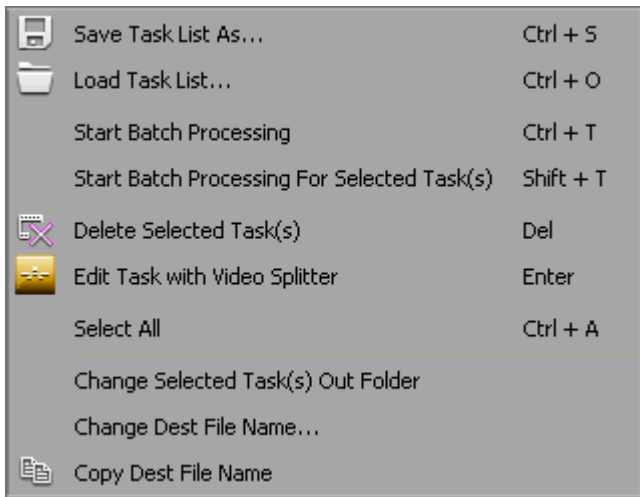 Save Task List As... Ctrl + S
Load Task List... Ctrl + O
Start Batch Processing Ctrl + T
Start Batch Processing For Selected Task(s) Shift + T
Delete Selected Task(s) Del
Edit Task with Video Splitter Enter
Select All Ctrl + A
Change Selected Task(s) Out Folder
Change Dest File Name...
Copy Dest File Name